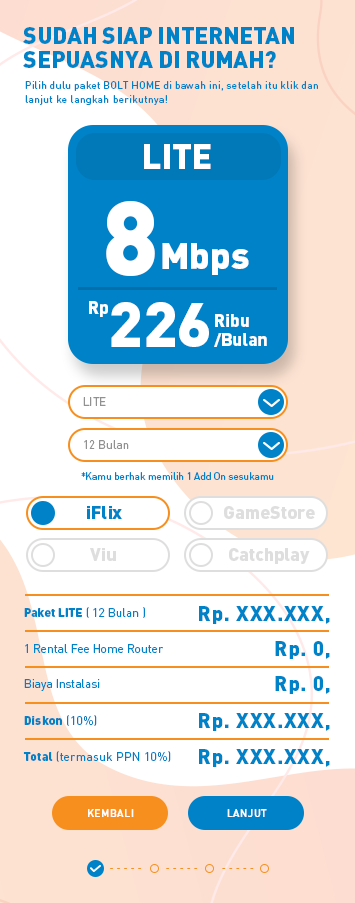 SUDAH SIAP INTERNETAN
SEPUASNYA DI RUMAH?
Pilih dulu paket BOLT HOME di bawah ini, setelah itu klik dan
lanjut ke langkah berikutnya!
LITE
8 Mbps
Rp 226 Ribu
/Bulan
LITE
12 Bulan
*Kamu berhak memilih 1 Add On sesukamu
iFlix GameStore
Viu Catchplay
Paket LITE ( 12 Bulan ) Rp. XXX.XXX,
1 Rental Fee Home Router Rp. 0,
Biaya Instalasi Rp. 0,
Diskon (10%) Rp. XXX.XXX,
Total (termasuk PPN 10%) Rp. XXX.XXX,
KEMBALI LANJUT